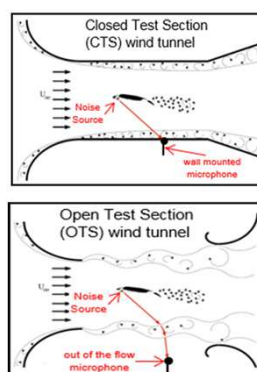 Closed Test Section
(CTS) wind tunnel
U∞
Noise
Source
wall mounted
microphone
Open Test Section
(OTS) wind tunnel
U∞
Noise
Source
out of the flow
microphone